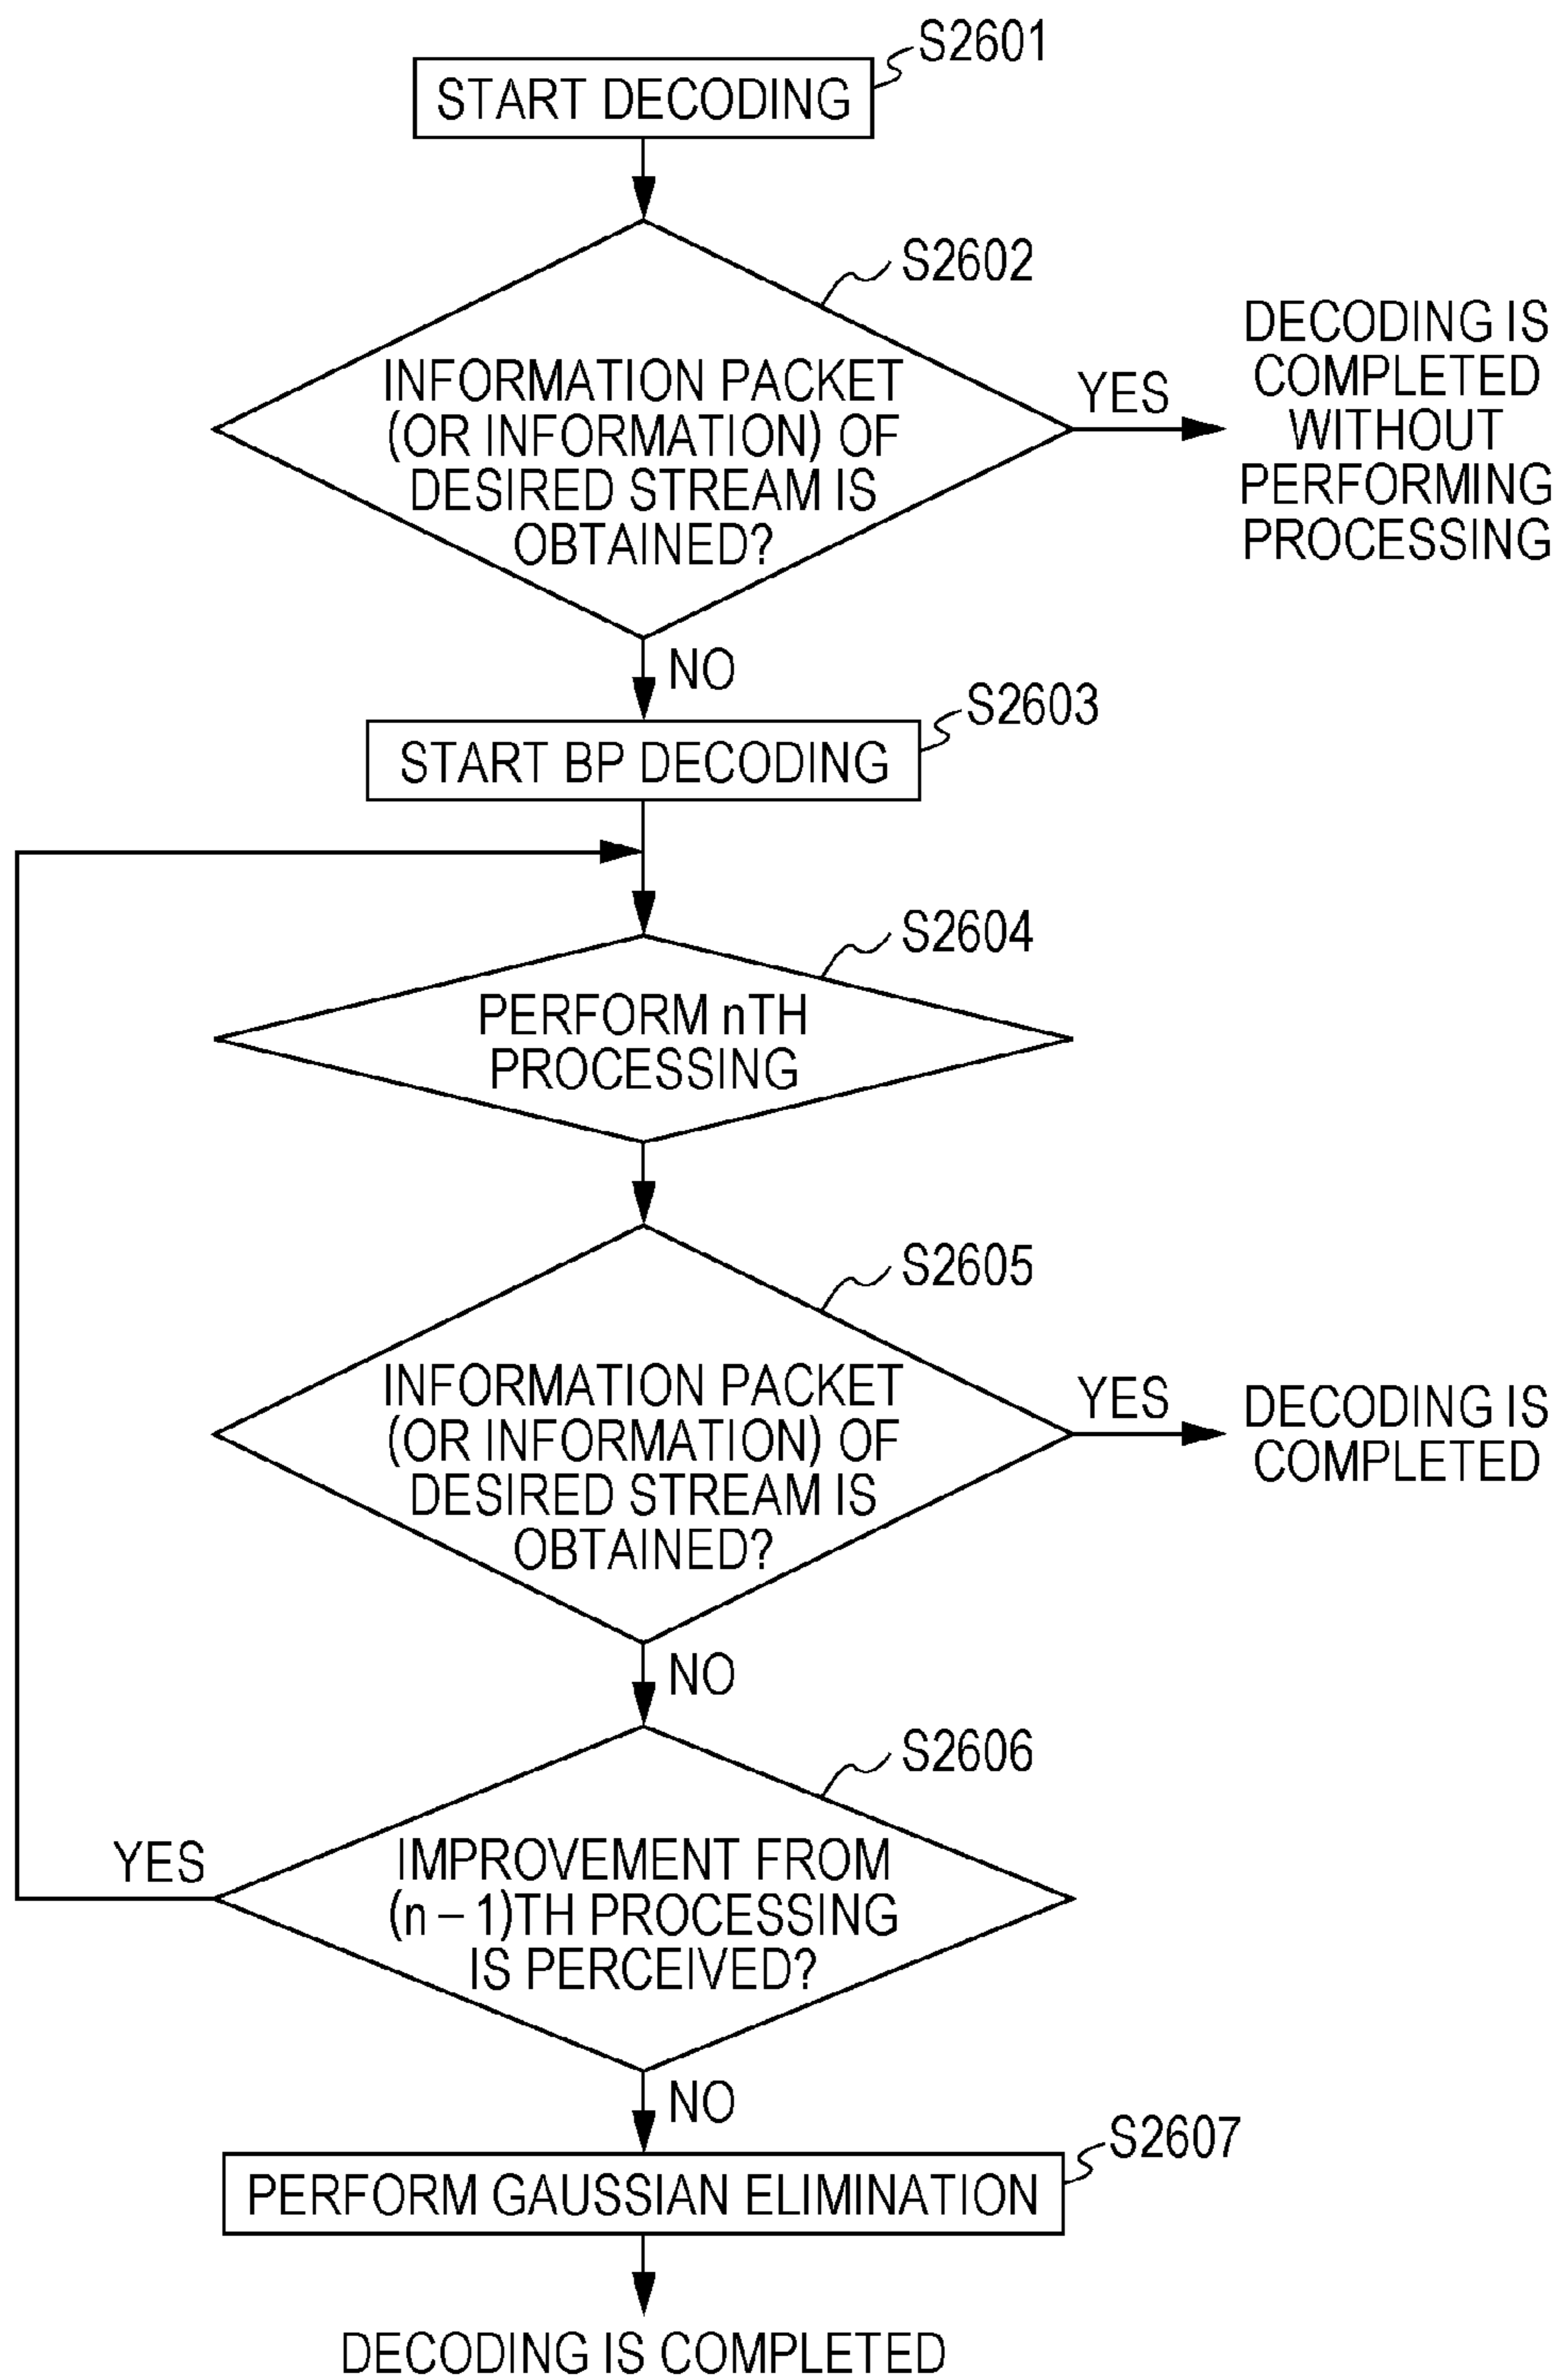 S2601
START DECODING
S2602
INFORMATION PACKET
(OR INFORMATION) OF
DESIRED STREAM IS
OBTAINED?
YES
DECODING IS
COMPLETED
WITHOUT
PERFORMING
PROCESSING
NO
S2603
START BP DECODING
S2604
PERFORM nTH
PROCESSING
S2605
INFORMATION PACKET
(OR INFORMATION) OF
DESIRED STREAM IS
OBTAINED?
YES
DECODING IS
COMPLETED
NO
S2606
IMPROVEMENT FROM
(n – 1)TH PROCESSING
IS PERCEIVED?
YES
NO
S2607
PERFORM GAUSSIAN ELIMINATION
DECODING IS COMPLETED